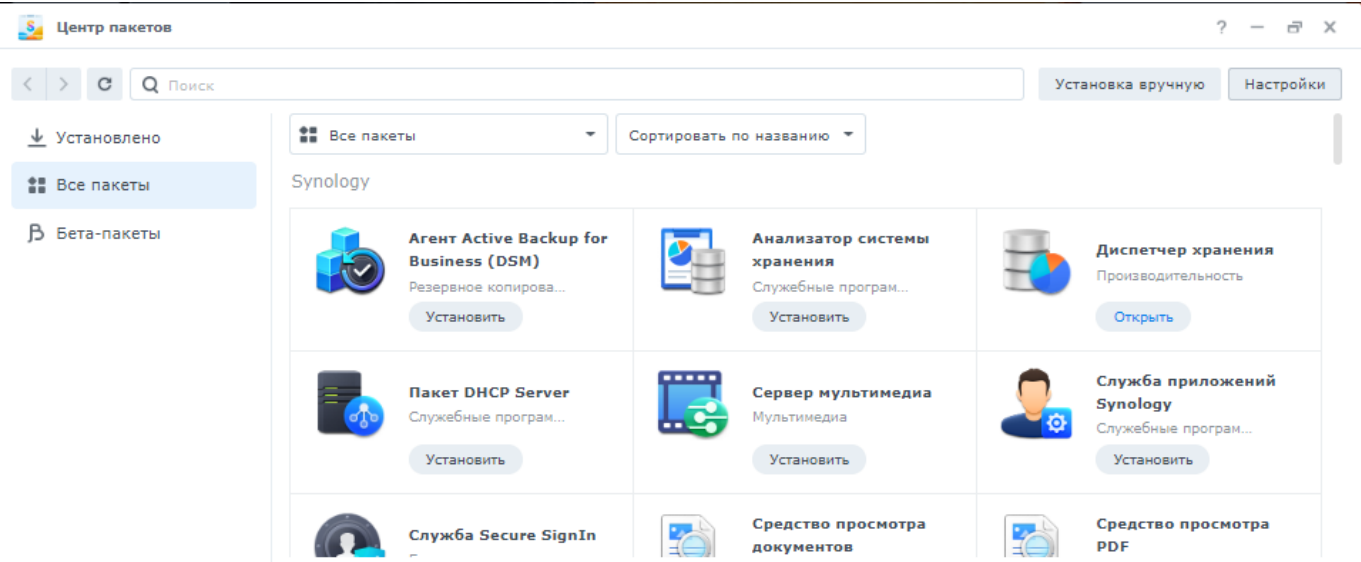 Центр пакетов
Поиск
Установка вручную
Настройки
Установлено
Все пакеты
Бета-пакеты
Все пакеты
Сортировать по названию
Synology
Агент Active Backup for
Business (DSM)
Резервное копирова...
Установить
Анализатор системы
хранения
Служебные програм...
Установить
Диспетчер хранения
Производительность
Открыть
Пакет DHCP Server
Служебные програм...
Установить
Сервер мультимедиа
Мультимедиа
Установить
Служба приложений
Synology
Служебные програм...
Установить
Служба Secure SignIn
Средство просмотра
документов
Средство просмотра
PDF